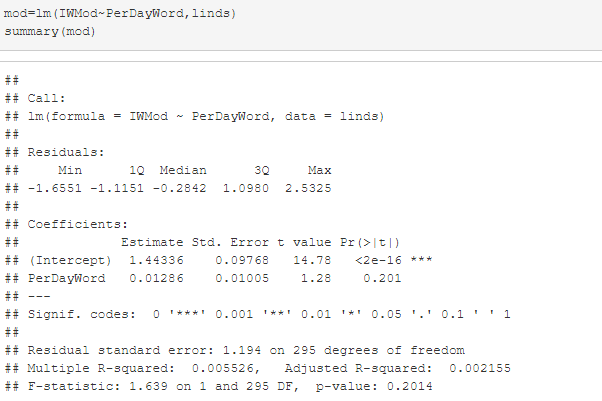 mod=lm(IWMod~PerDayWord,linds)
summary(mod)
##
## Call:
## lm(formula = IWMod ~ PerDayWord, data = linds)
##
## Residuals:
##     Min      1Q  Median      3Q     Max
## -1.6551 -1.1151 -0.2842  1.0980  2.5325
##
## Coefficients:
##             Estimate Std. Error t value Pr(>|t|)
## (Intercept)  1.44336    0.09768   14.78   <2e-16 ***
## PerDayWord   0.01286    0.01005    1.28    0.201
## ---
## Signif. codes:  0 '***' 0.001 '**' 0.01 '*' 0.05 '.' 0.1 ' ' 1
##
## Residual standard error: 1.194 on 295 degrees of freedom
## Multiple R-squared:  0.005526,   Adjusted R-squared:  0.002155
## F-statistic: 1.639 on 1 and 295 DF,  p-value: 0.2014